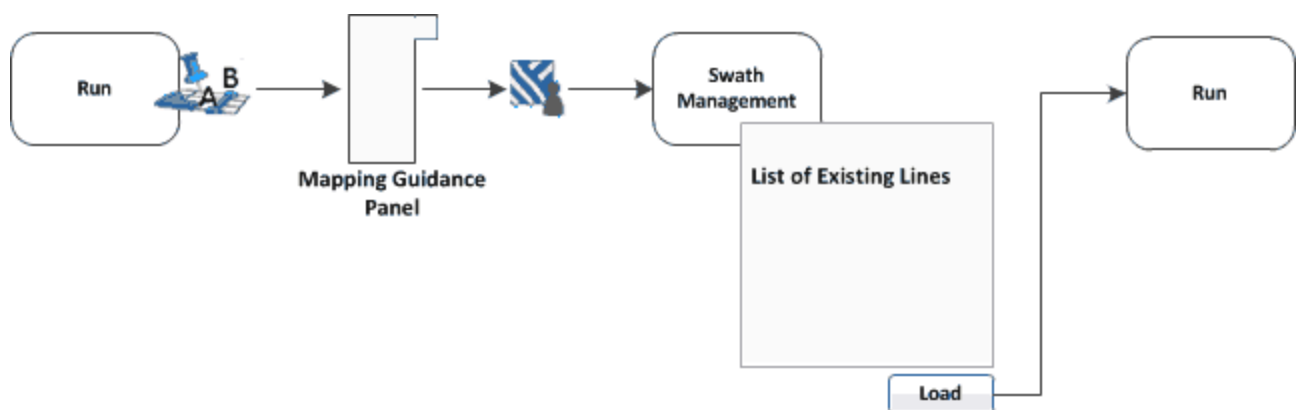 Run
A
B
Mapping Guidance
Panel
Swath
Management
List of Existing Lines
Load
Run